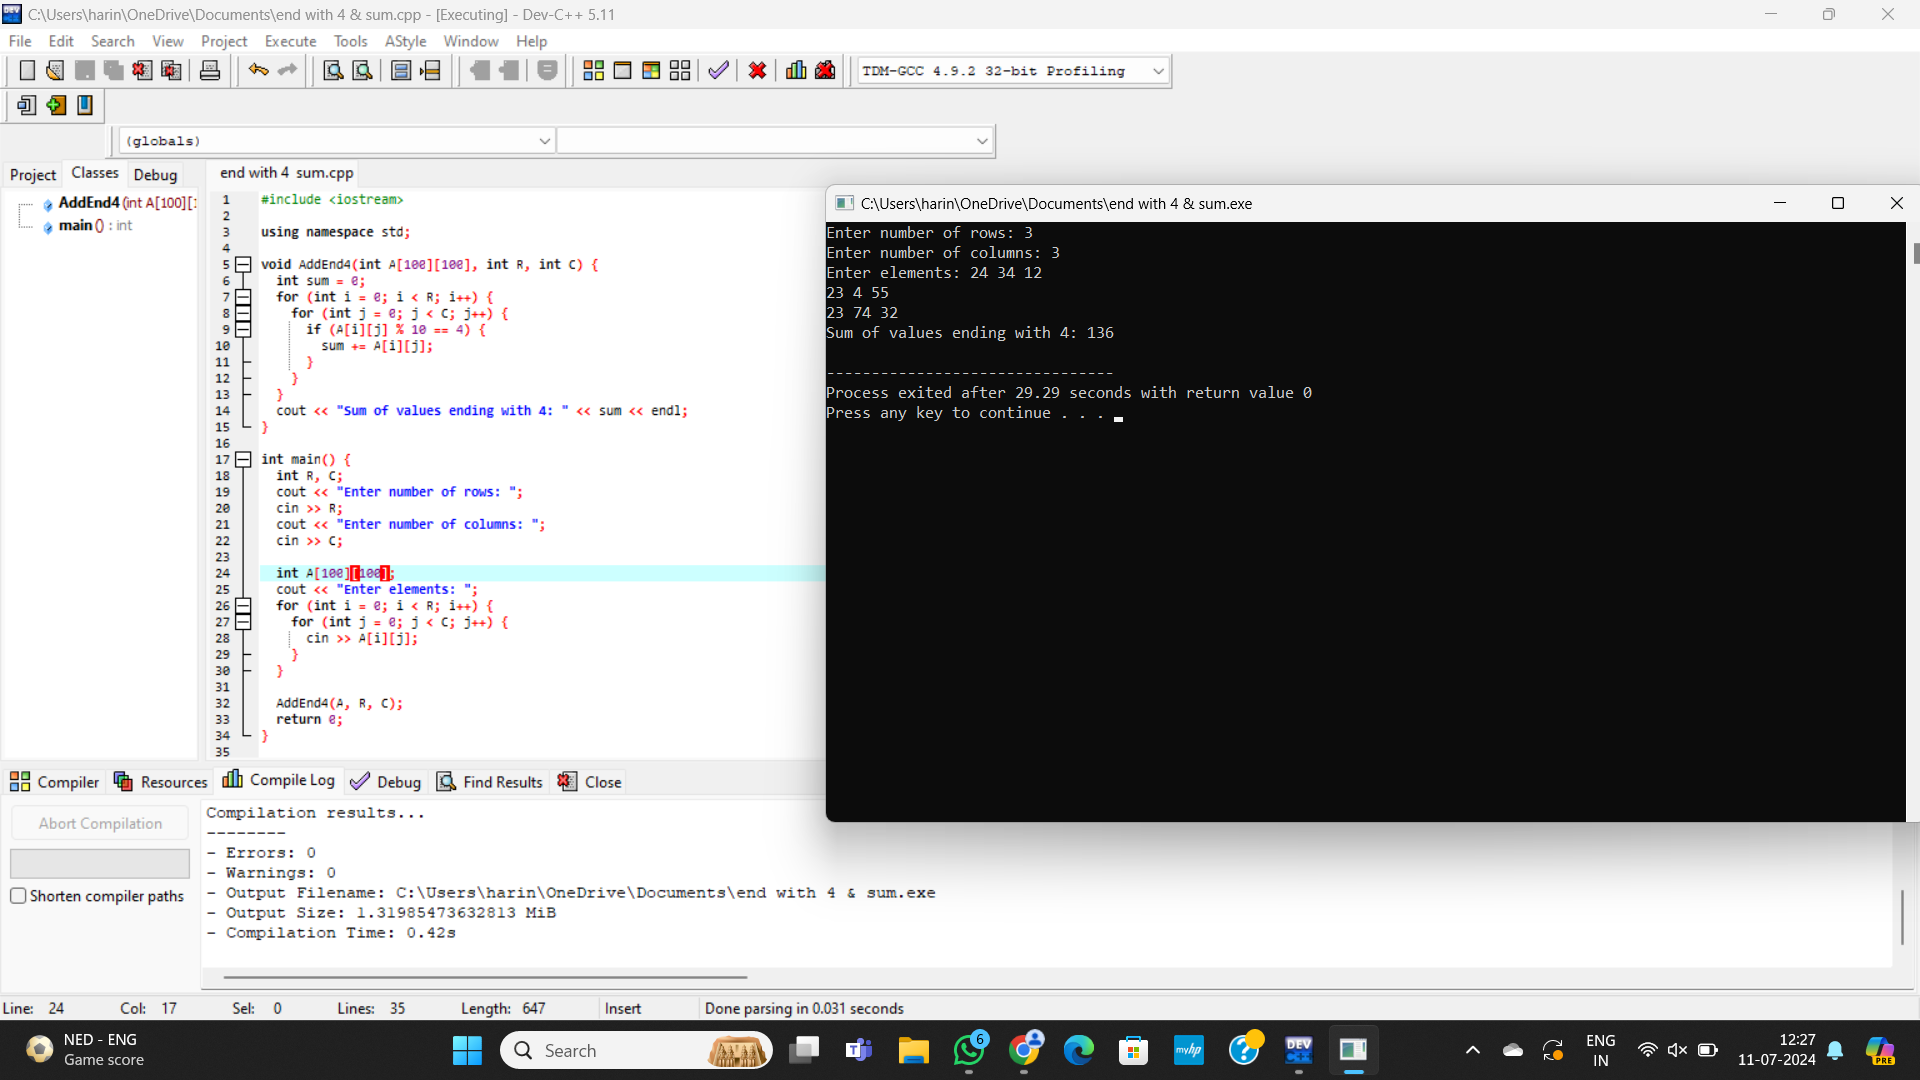 C:\Users\harin\OneDrive\Documents\end with 4 & sum.cpp - [Executing] - Dev-C++ 5.11
File Edit Search View Project Execute Tools AStyle Window Help
TDM-GCC 4.9.2 32-bit Profiling
(globals)
Project Classes Debug
AddEnd4 (int A[100][1
main () : int
end with 4 sum.cpp
1 #include <iostream>
2
3 using namespace std;
4
5 void AddEnd4(int A[100][100], int R, int C) {
6 int sum = 0;
7 for (int i = 0; i < R; i++) {
8 for (int j = 0; j < C; j++) {
9 if (A[i][j] % 10 == 4) {
10 sum += A[i][j];
11 }
12 }
13 }
14 cout << "Sum of values ending with 4: " << sum << endl;
15 }
16
17 int main() {
18 int R, C;
19 cout << "Enter number of rows: ";
20 cin >> R;
21 cout << "Enter number of columns: ";
22 cin >> C;
23
24 int A[100][100];
25 cout << "Enter elements: ";
26 for (int i = 0; i < R; i++) {
27 for (int j = 0; j < C; j++) {
28 cin >> A[i][j];
29 }
30 }
31
32 AddEnd4(A, R, C);
33 return 0;
34 }
35
C:\Users\harin\OneDrive\Documents\end with 4 & sum.exe
Enter number of rows: 3
Enter number of columns: 3
Enter elements: 24 34 12
23 4 55
23 74 32
Sum of values ending with 4: 136
--------------------------------
Process exited after 29.29 seconds with return value 0
Press any key to continue . . .
Compiler Resources Compile Log Debug Find Results Close
Abort Compilation
Shorten compiler paths
Compilation results...
--------
- Errors: 0
- Warnings: 0
- Output Filename: C:\Users\harin\OneDrive\Documents\end with 4 & sum.exe
- Output Size: 1.31985473632813 MiB
- Compilation Time: 0.42s
Line: 24 Col: 17 Sel: 0 Lines: 35 Length: 647 Insert Done parsing in 0.031 seconds
NED - ENG
Game score
Search
6
myhp
DEV
ENG
IN
12:27
11-07-2024
PRE